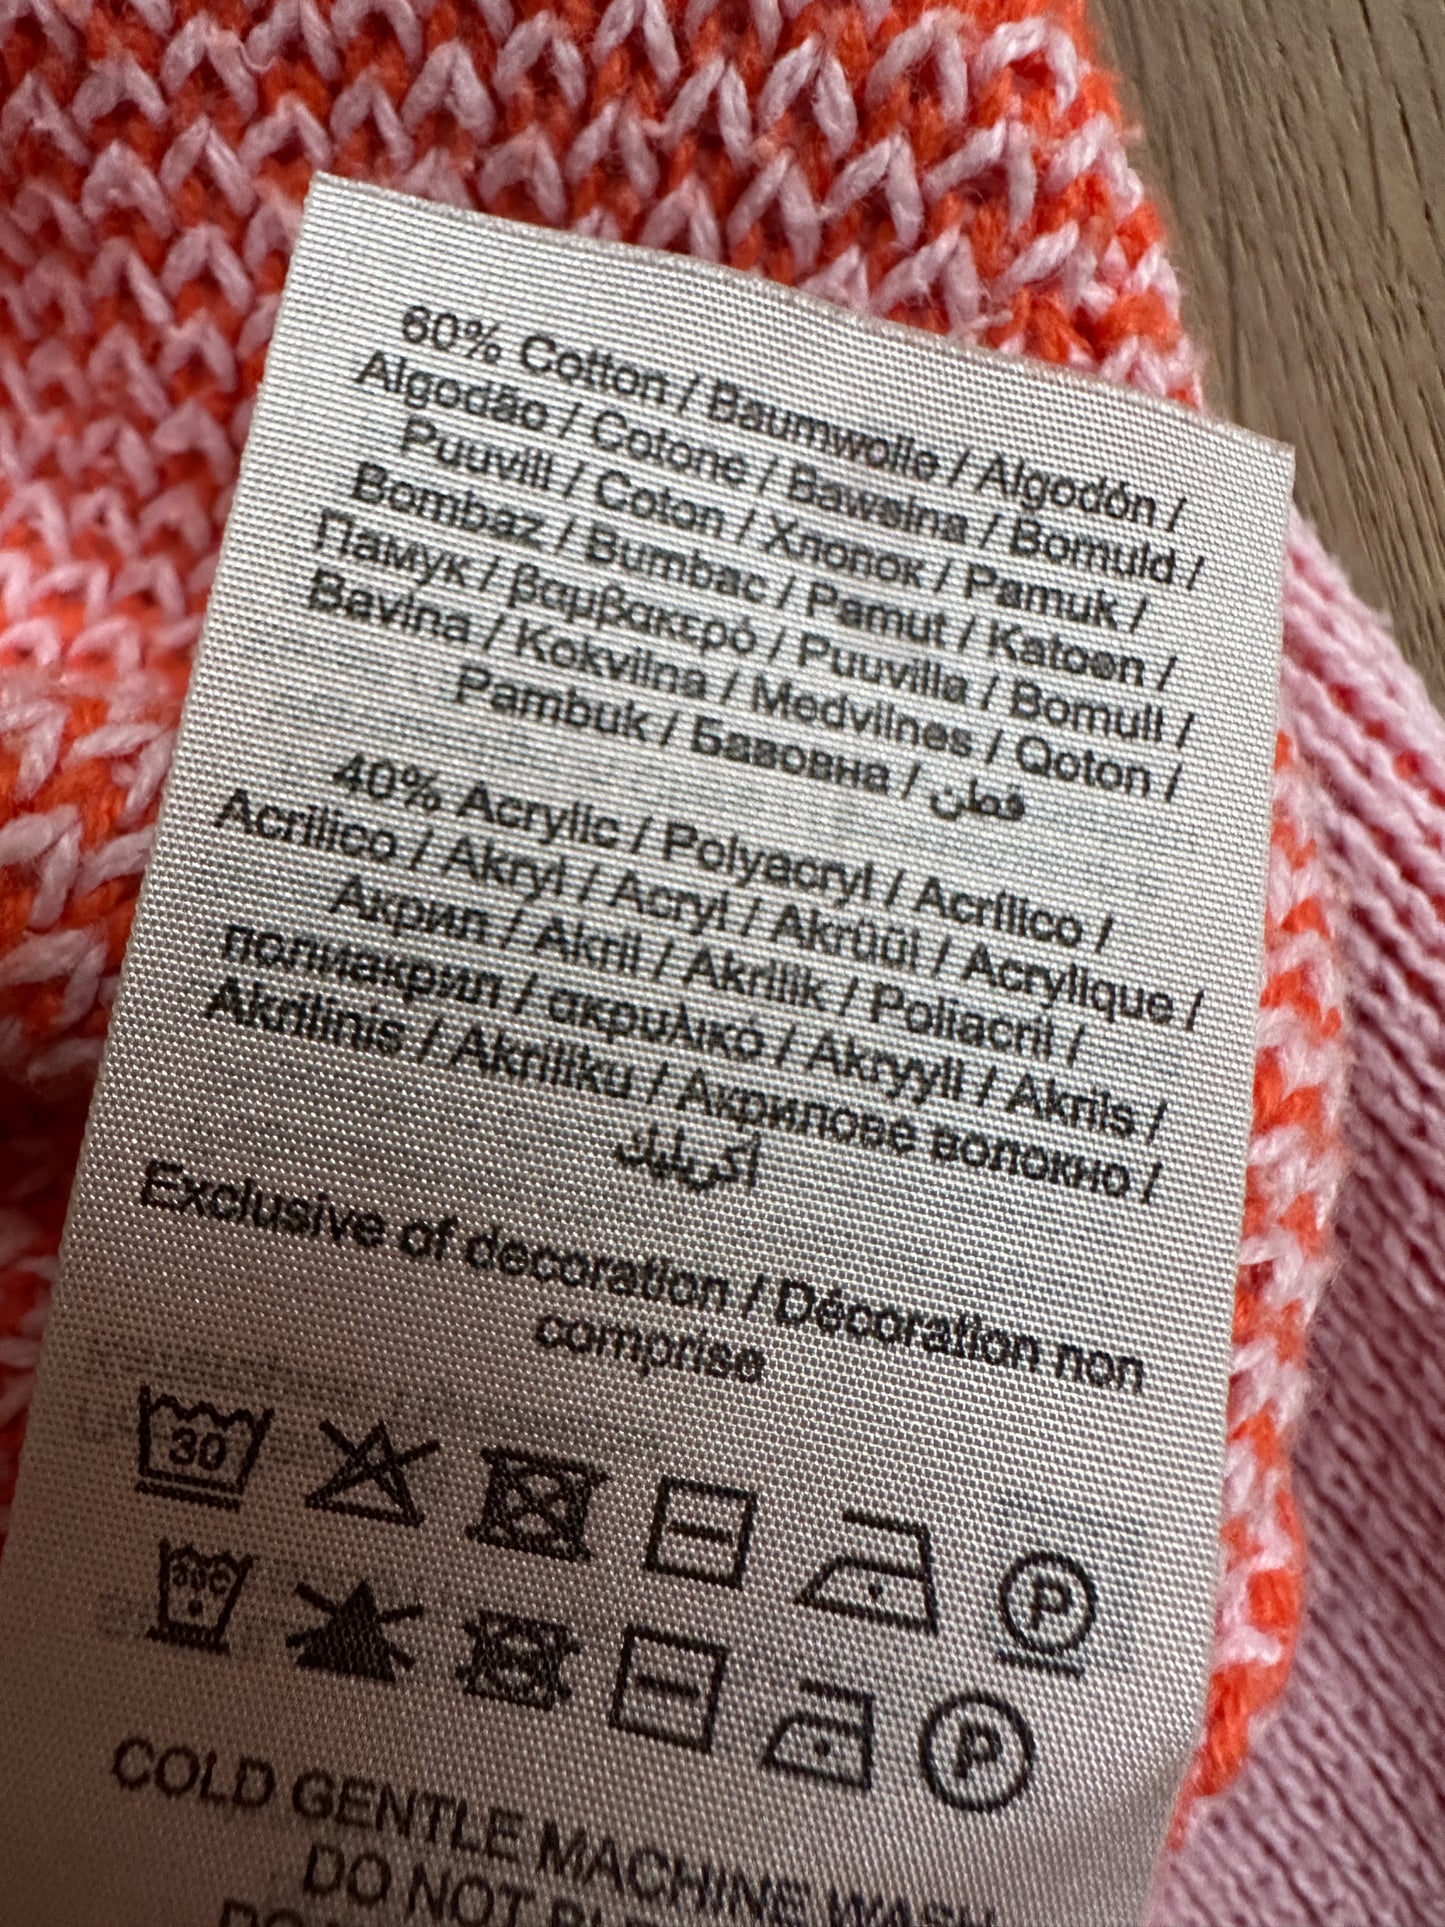 60% Cotton / Baumwolle / Algodón /
Algodão / Cotone / Bawełna / Bomuld /
Puuvill / Coton / Хлопок / Pamuk /
Bombaz / Bumbac / Pamut / Katoen /
Памук / βαμβακερό / Puuvilla / Bomull /
Bavlna / Kokvilna / Medvilnes / Qoton /
Pambuk / Бавовна / قطن
40% Acrylic / Polyacryl / Acrílico /
Acrilico / Akryl / Acryl / Akrüül / Acrylique /
Акрил / Akril / Akrilik / Poliacril /
полиакрил / ακρυλικό / Akryyli / Akrils /
Akrilinis / Akriliku / Акрилове волокно /
أكريليك
Exclusive of decoration / Décoration non
comprise
30 P
30C P
COLD GENTLE MACHINE WASH
DO NOT